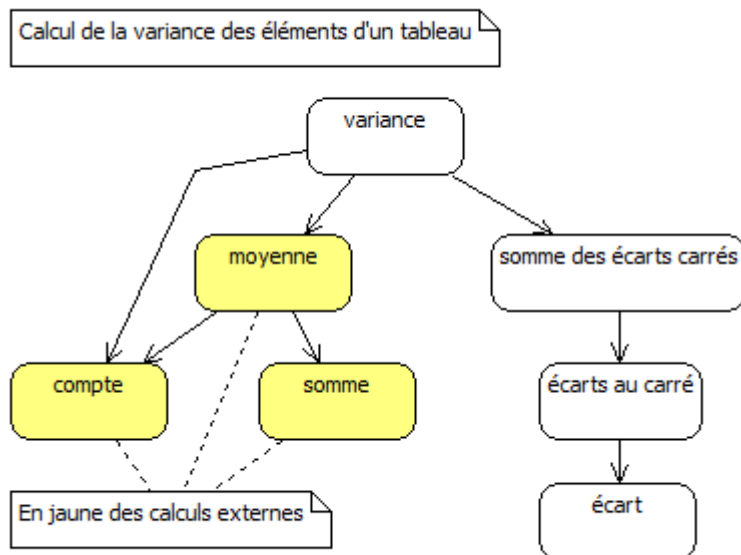 Calcul de la variance des éléments d'un tableau
variance
moyenne
somme des écarts carrés
compte
somme
écarts au carré
En jaune des calculs externes
écart